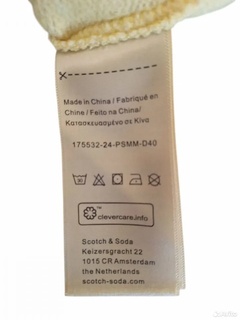 Made in China / Fabriqué en
Chine / Feito na China/
Κατασκευασμένο σε Κίνα
175532-24-PSMM-D40
™
clevercare.info
Scotch & Soda
Keizersgracht 22
1015 CR Amsterdam
the Netherlands
scotch-soda.com